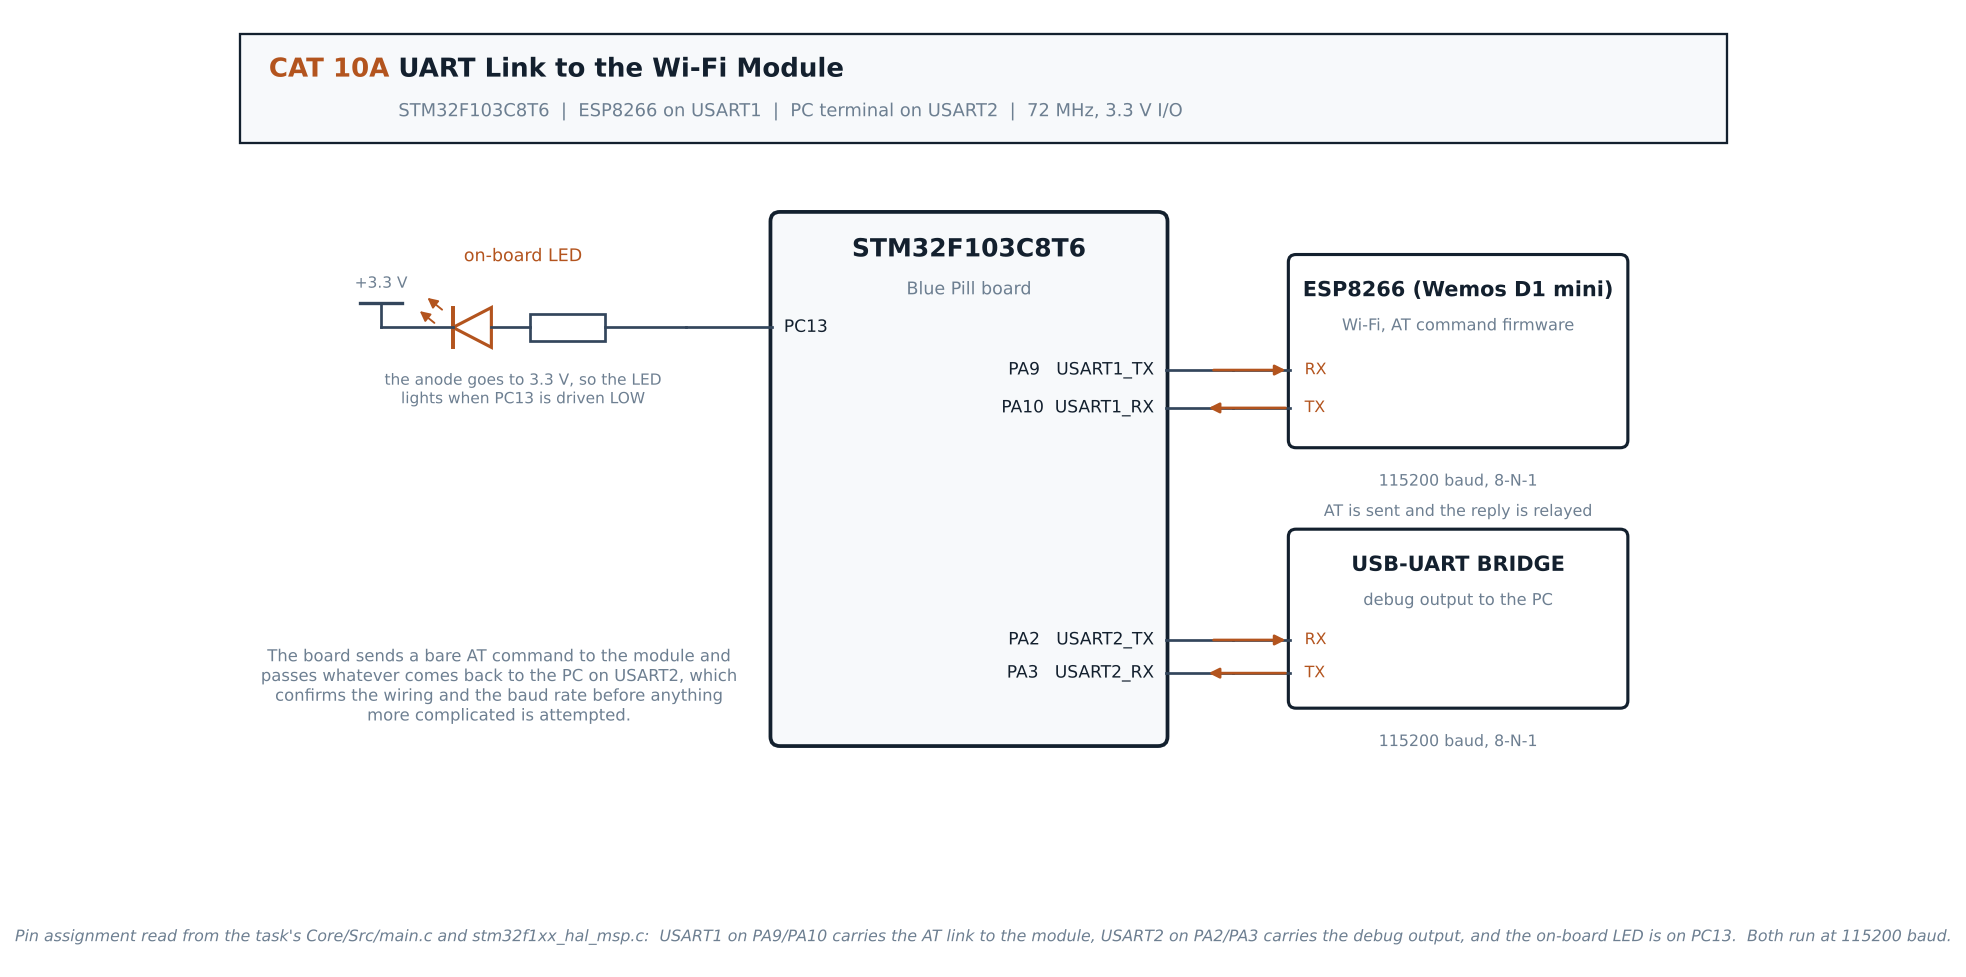 CAT 10A UART Link to the Wi-Fi Module
STM32F103C8T6 | ESP8266 on USART1 | PC terminal on USART2 | 72 MHz, 3.3 V I/O
on-board LED
+3.3 V
the anode goes to 3.3 V, so the LED
lights when PC13 is driven LOW
STM32F103C8T6
Blue Pill board
PC13
PA9 USART1_TX
PA10 USART1_RX
PA2 USART2_TX
PA3 USART2_RX
ESP8266 (Wemos D1 mini)
Wi-Fi, AT command firmware
RX
TX
115200 baud, 8-N-1
AT is sent and the reply is relayed
USB-UART BRIDGE
debug output to the PC
RX
TX
115200 baud, 8-N-1
The board sends a bare AT command to the module and
passes whatever comes back to the PC on USART2, which
confirms the wiring and the baud rate before anything
more complicated is attempted.
Pin assignment read from the task's Core/Src/main.c and stm32f1xx_hal_msp.c: USART1 on PA9/PA10 carries the AT link to the module, USART2 on PA2/PA3 carries the debug output, and the on-board LED is on PC13. Both run at 115200 baud.